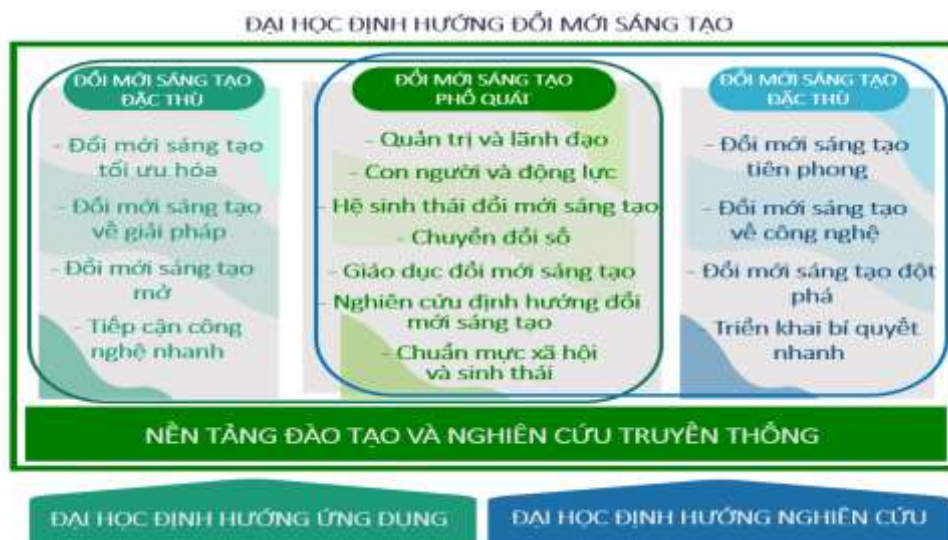 ĐẠI HỌC ĐỊNH HƯỚNG ĐỔI MỚI SÁNG TẠO
ĐỔI MỚI SÁNG TẠO
ĐẶC THÙ
- Đổi mới sáng tạo
tối ưu hóa
- Đổi mới sáng tạo
về giải pháp
- Đổi mới sáng tạo
mở
- Tiếp cận công
nghệ nhanh
ĐỔI MỚI SÁNG TẠO
PHỔ QUÁT
- Quản trị và lãnh đạo
- Con người và động lực
- Hệ sinh thái đổi mới sáng tạo
- Chuyển đổi số
- Giáo dục đổi mới sáng tạo
- Nghiên cứu định hướng đổi
mới sáng tạo
- Chuẩn mực xã hội
và sinh thái
ĐỔI MỚI SÁNG TẠO
ĐẶC THÙ
- Đổi mới sáng tạo
tiên phong
- Đổi mới sáng tạo
về công nghệ
- Đổi mới sáng tạo đột
phá
- Triển khai bí quyết
nhanh
NỀN TẢNG ĐÀO TẠO VÀ NGHIÊN CỨU TRUYỀN THỐNG
ĐẠI HỌC ĐỊNH HƯỚNG ỨNG DỤNG
ĐẠI HỌC ĐỊNH HƯỚNG NGHIÊN CỨU